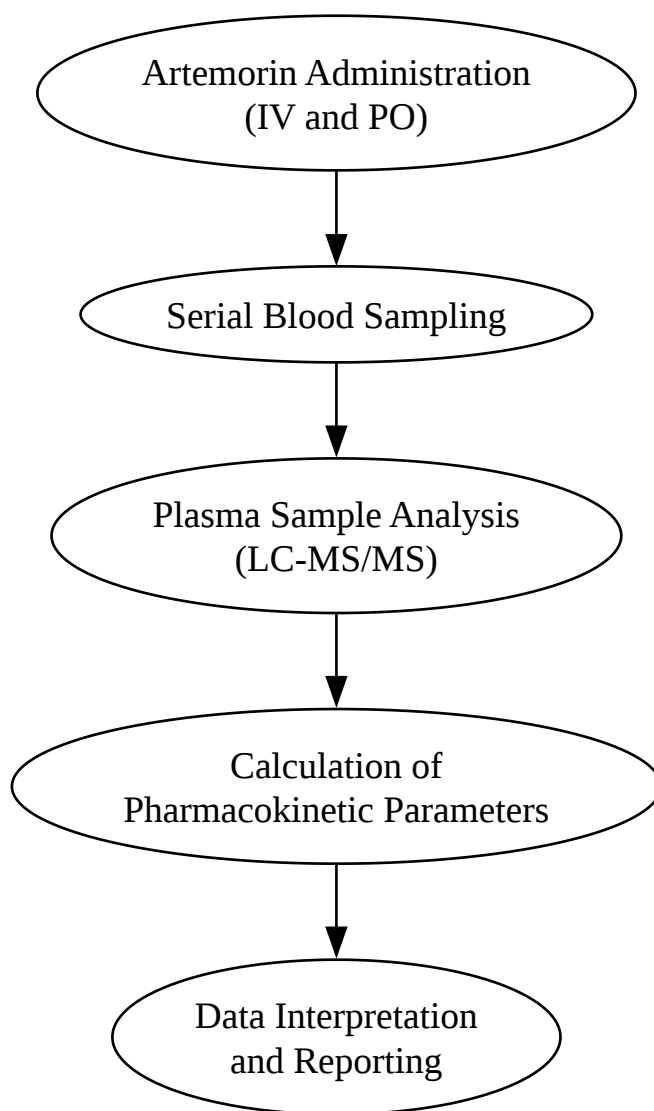 Artemorin Administration
(IV and PO)
Serial Blood Sampling
Plasma Sample Analysis
(LC-MS/MS)
Calculation of
Pharmacokinetic Parameters
Data Interpretation
and Reporting